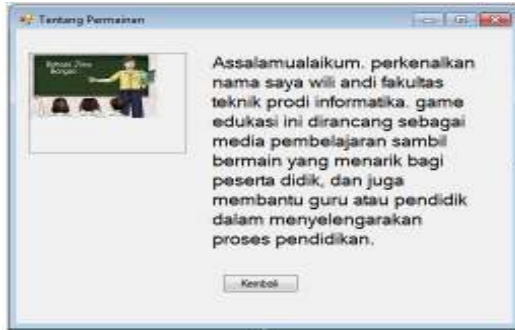 Tentang Permainan
Assalamualaikum. perkenalkan
nama saya wili andi fakultas
teknik prodi informatika. game
edukasi ini dirancang sebagai
media pembelajaran sambil
bermain yang menarik bagi
peserta didik, dan juga
membantu guru atau pendidik
dalam menyelengarakan
proses pendidikan.
Kembali